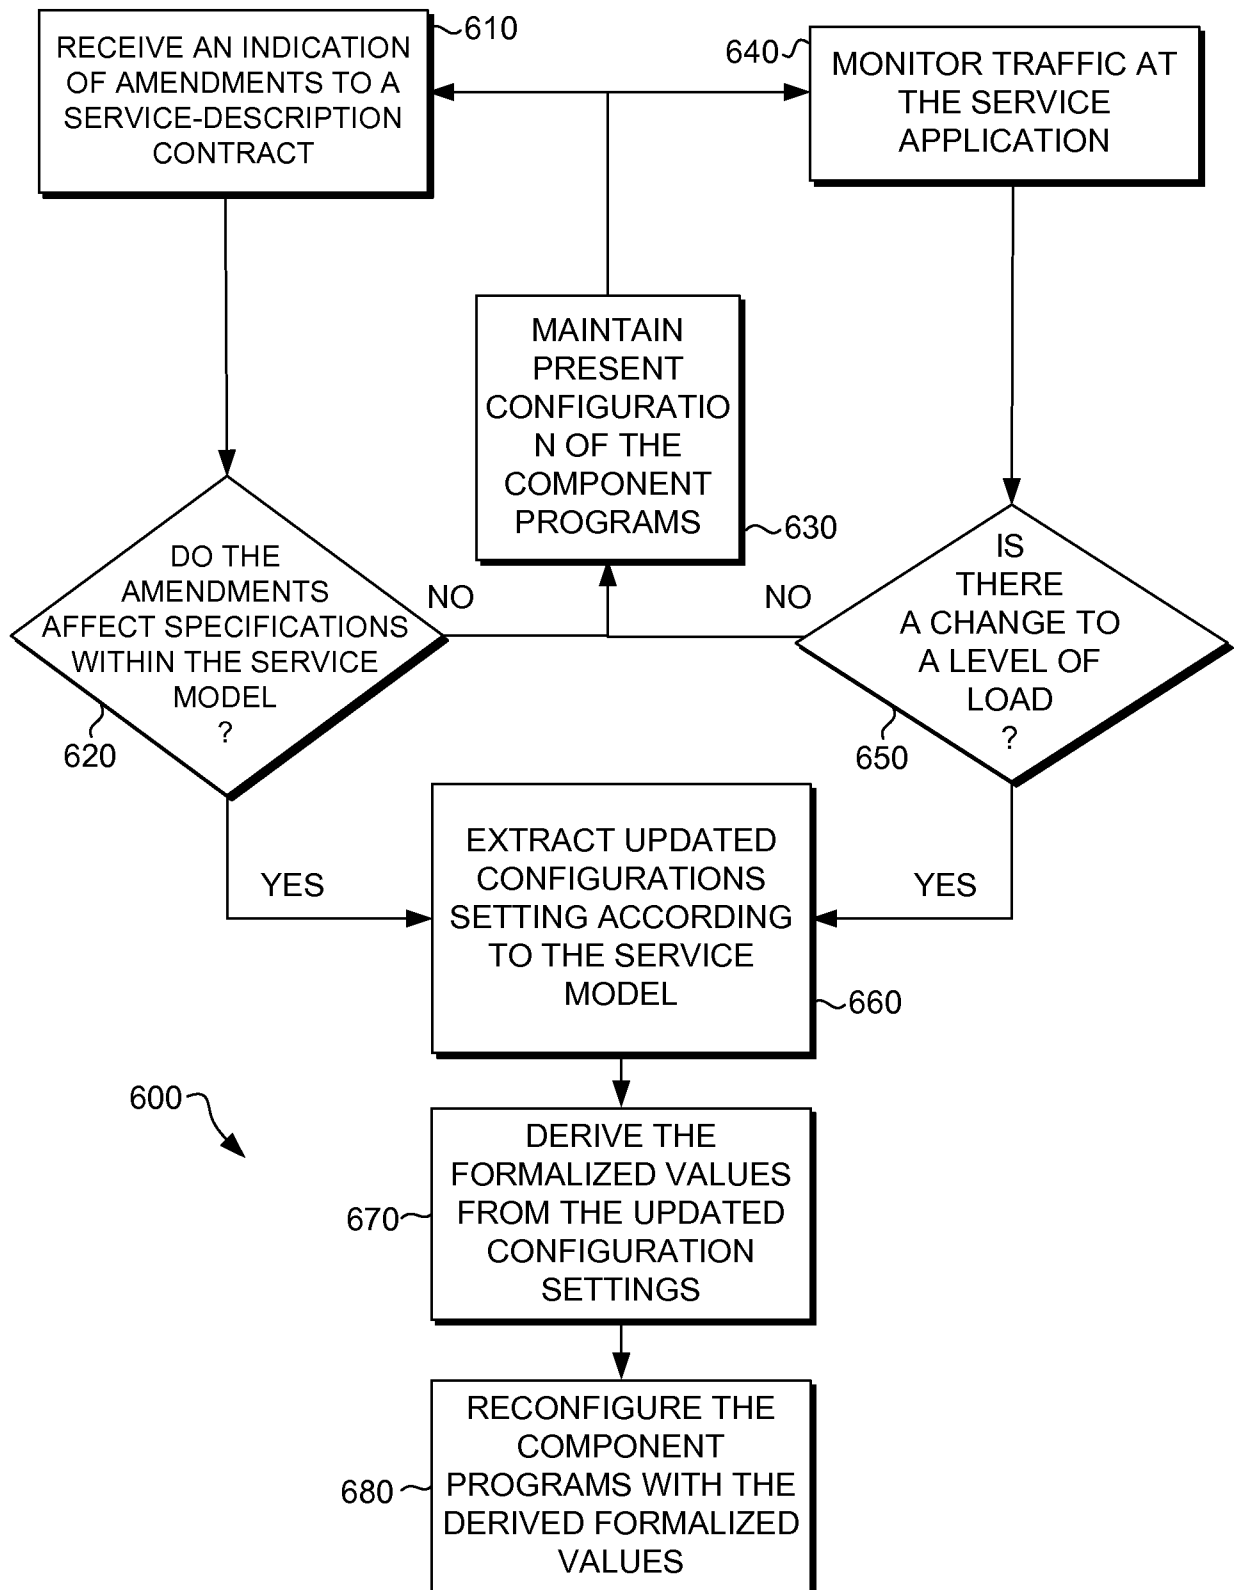 RECEIVE AN INDICATION
OF AMENDMENTS TO A
SERVICE-DESCRIPTION
CONTRACT
610
640
MONITOR TRAFFIC AT
THE SERVICE
APPLICATION
MAINTAIN
PRESENT
CONFIGURATIO
N OF THE
COMPONENT
PROGRAMS
630
DO THE
AMENDMENTS
AFFECT SPECIFICATIONS
WITHIN THE SERVICE
MODEL
?
620
NO
NO
IS
THERE
A CHANGE TO
A LEVEL OF
LOAD
?
650
YES
YES
EXTRACT UPDATED
CONFIGURATIONS
SETTING ACCORDING
TO THE SERVICE
MODEL
660
600
DERIVE THE
FORMALIZED VALUES
FROM THE UPDATED
CONFIGURATION
SETTINGS
670
RECONFIGURE THE
COMPONENT
PROGRAMS WITH THE
DERIVED FORMALIZED
VALUES
680